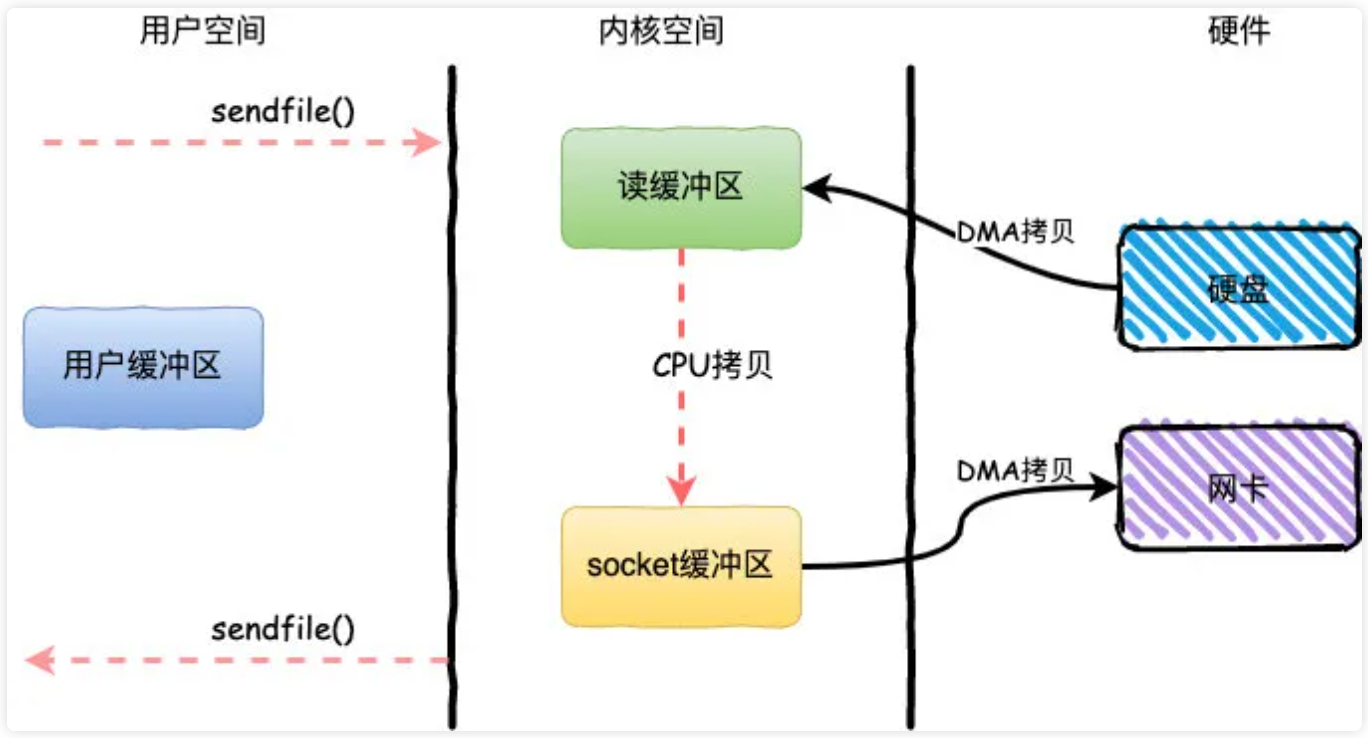 用户空间
内核空间
硬件
sendfile()
读缓冲区
DMA拷贝
硬盘
用户缓冲区
CPU拷贝
DMA拷贝
网卡
socket缓冲区
sendfile()